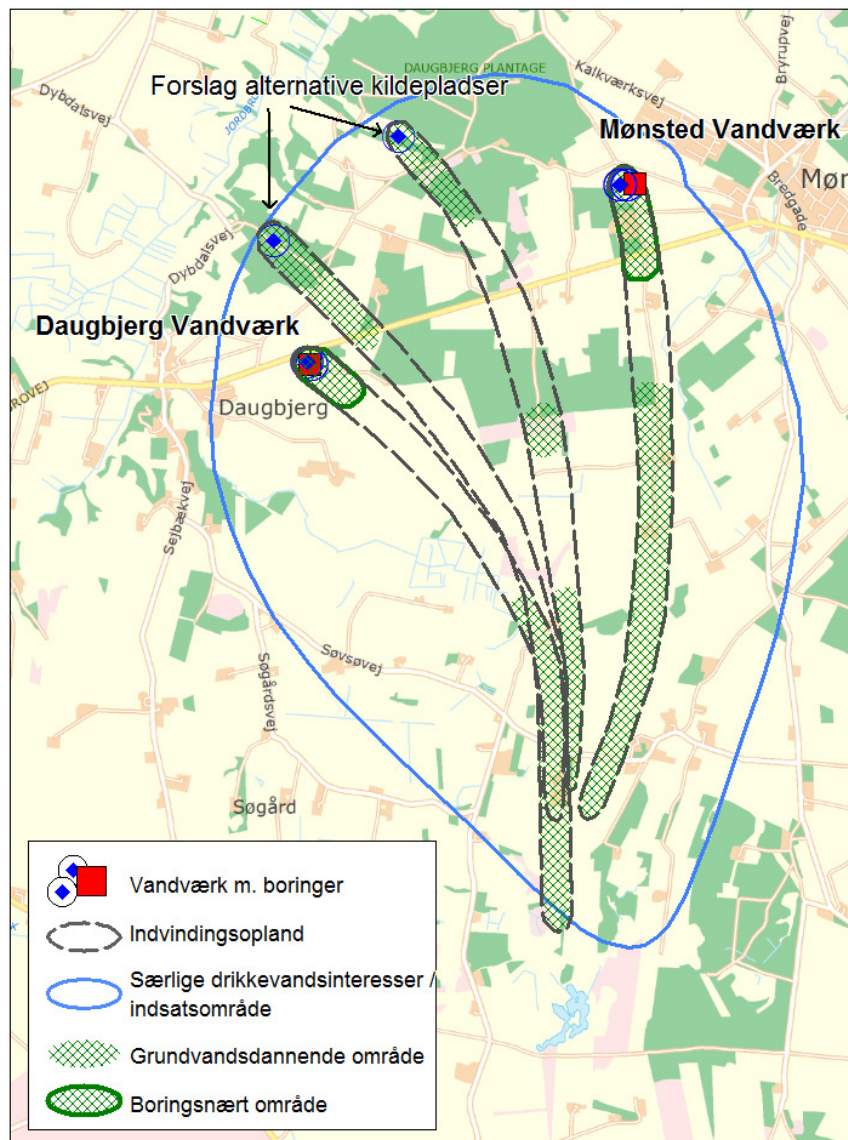 DAUGBJERG PLANTAGE
Kalkværksvej
Bryrupvej
Dybdalsvej
Forslag alternative kildepladser
Mønsted Vandværk
Møn
Bredgade
Dybdalsvej
Daugbjerg Vandværk
Daugbjerg
Sejbækvej
Søvsøvej
Søgårdsvej
Søgård
Vandværk m. boringer
Indvindingsopland
Særlige drikkevandsinteresser /
indsatsområde
Grundvandsdannende område
Boringsnært område